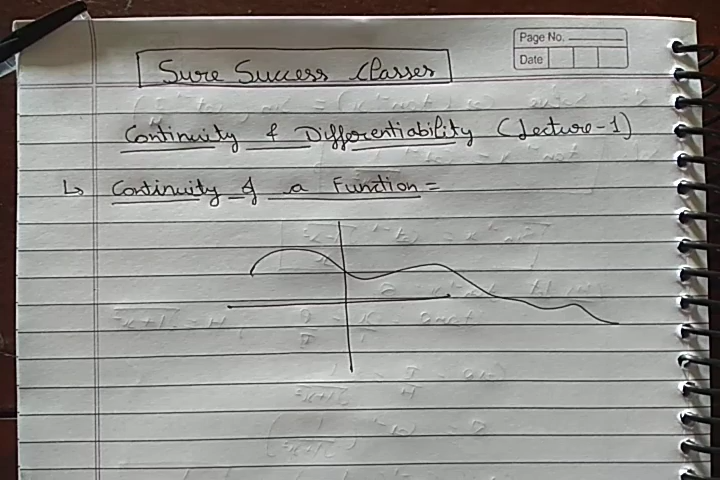 Page No.
Date
Sure Success Classes
Continuity & Differentiability (Lecture-1)
↳ Continuity of a Function =